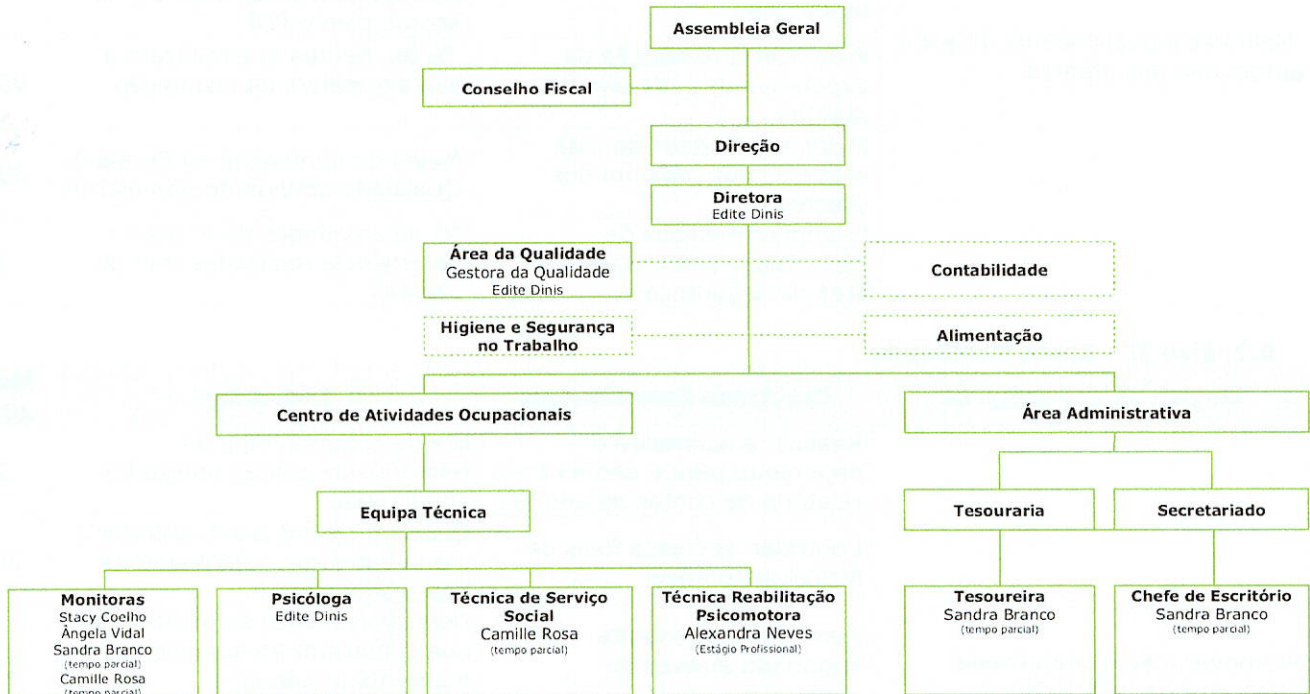 Assembleia Geral
Conselho Fiscal
Direção
Diretora
Edite Dinis
Área da Qualidade
Gestora da Qualidade
Edite Dinis
Contabilidade
Higiene e Segurança
no Trabalho
Alimentação
Centro de Atividades Ocupacionais
Área Administrativa
Equipa Técnica
Tesouraria
Secretariado
Monitoras
Stacy Coelho
Ângela Vidal
Sandra Branco
(tempo parcial)
Camille Rosa
(tempo parcial)
Psicóloga
Edite Dinis
Técnica de Serviço
Social
Camille Rosa
(tempo parcial)
Técnica Reabilitação
Psicomotora
Alexandra Neves
(Estágio Profissional)
Tesoureira
Sandra Branco
(tempo parcial)
Chefe de Escritório
Sandra Branco
(tempo parcial)